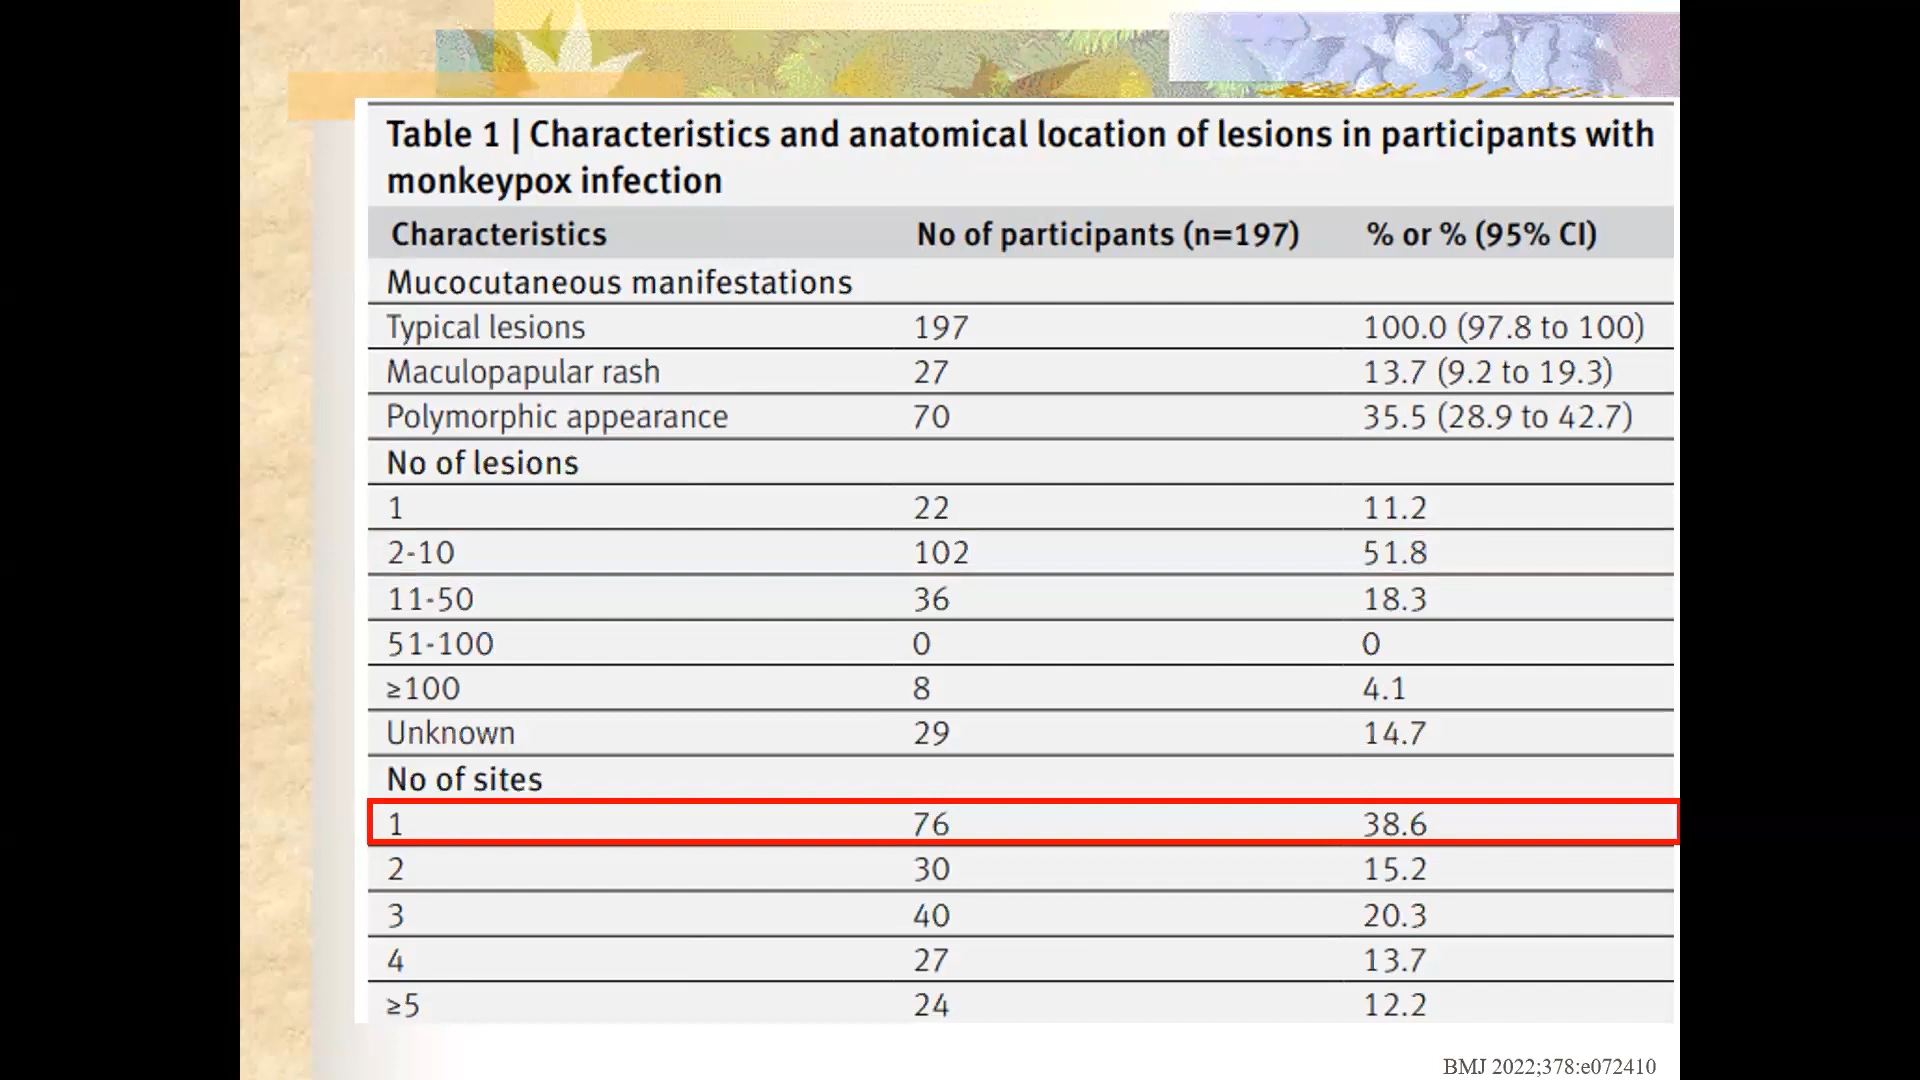 Table 1 | Characteristics and anatomical location of lesions in participants with
monkeypox infection
Characteristics No of participants (n=197) % or % (95% CI)
Mucocutaneous manifestations
Typical lesions 197 100.0 (97.8 to 100)
Maculopapular rash 27 13.7 (9.2 to 19.3)
Polymorphic appearance 70 35.5 (28.9 to 42.7)
No of lesions
1 22 11.2
2-10 102 51.8
11-50 36 18.3
51-100 0 0
≥100 8 4.1
Unknown 29 14.7
No of sites
1 76 38.6
2 30 15.2
3 40 20.3
4 27 13.7
≥5 24 12.2
BMJ 2022;378:e072410